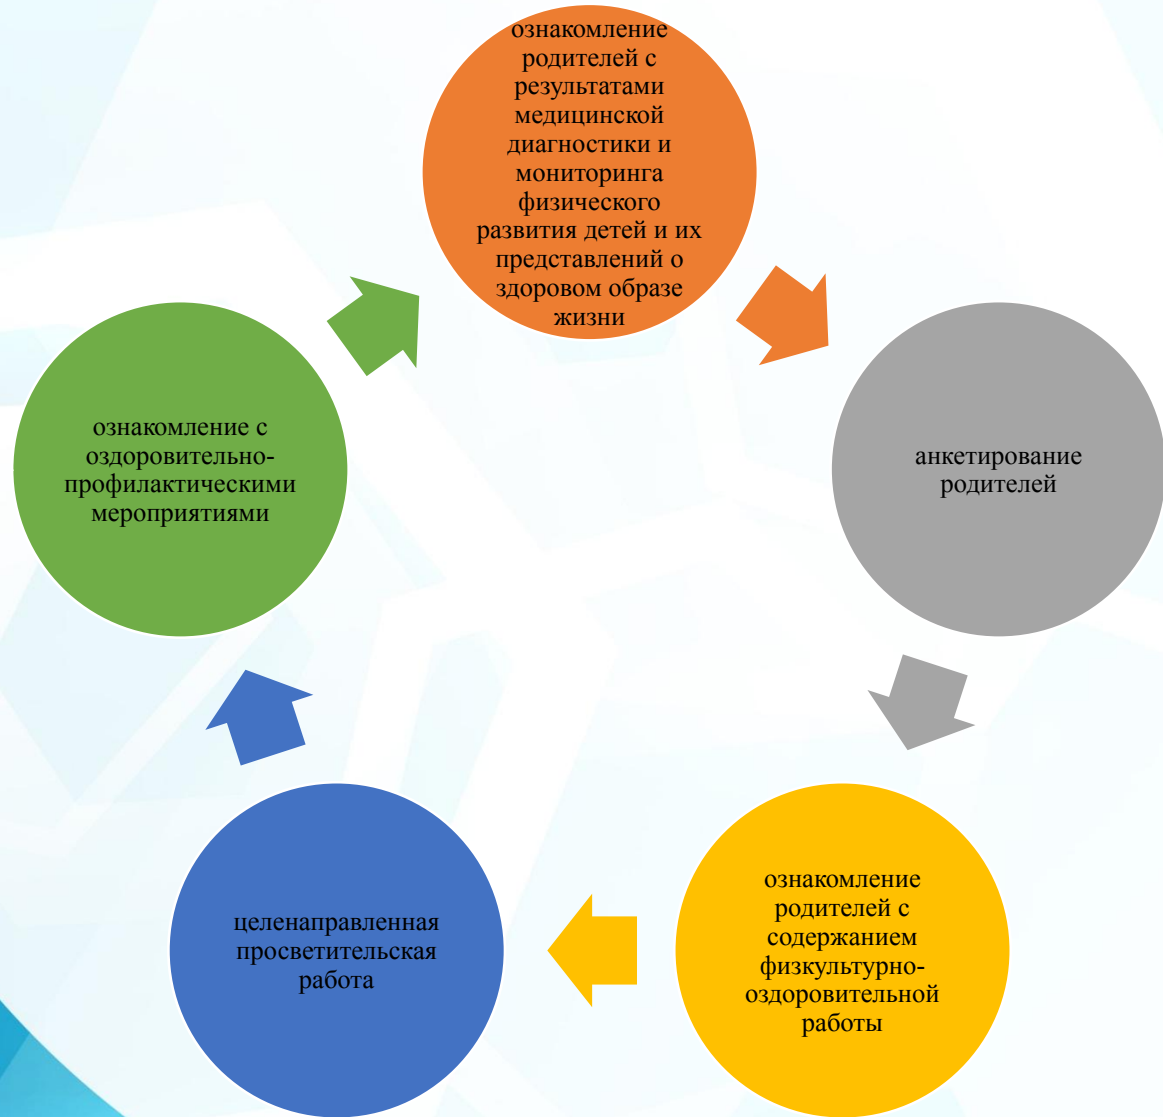 ознакомление
родителей с
результатами
медицинской
диагностики и
мониторинга
физического
развития детей и их
представлений о
здоровом образе
жизни
анкетирование
родителей
ознакомление
родителей с
содержанием
физкультурно-
оздоровительной
работы
целенаправленная
просветительская
работа
ознакомление с
оздоровительно-
профилактическими
мероприятиями